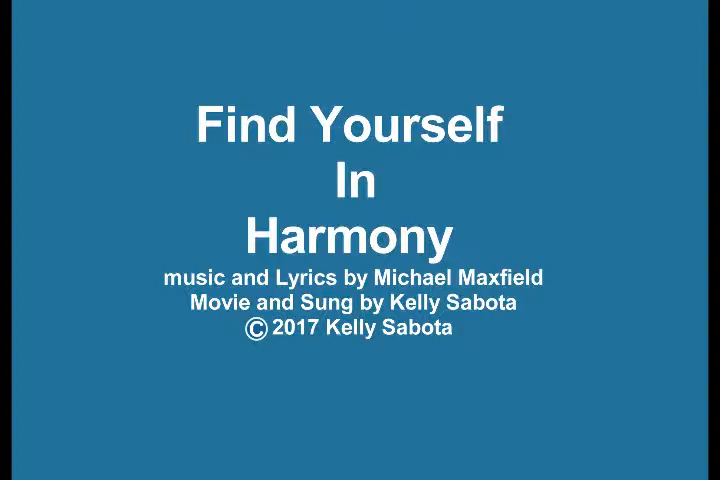 Find Yourself
In
Harmony
music and Lyrics by Michael Maxfield
Movie and Sung by Kelly Sabota
© 2017 Kelly Sabota